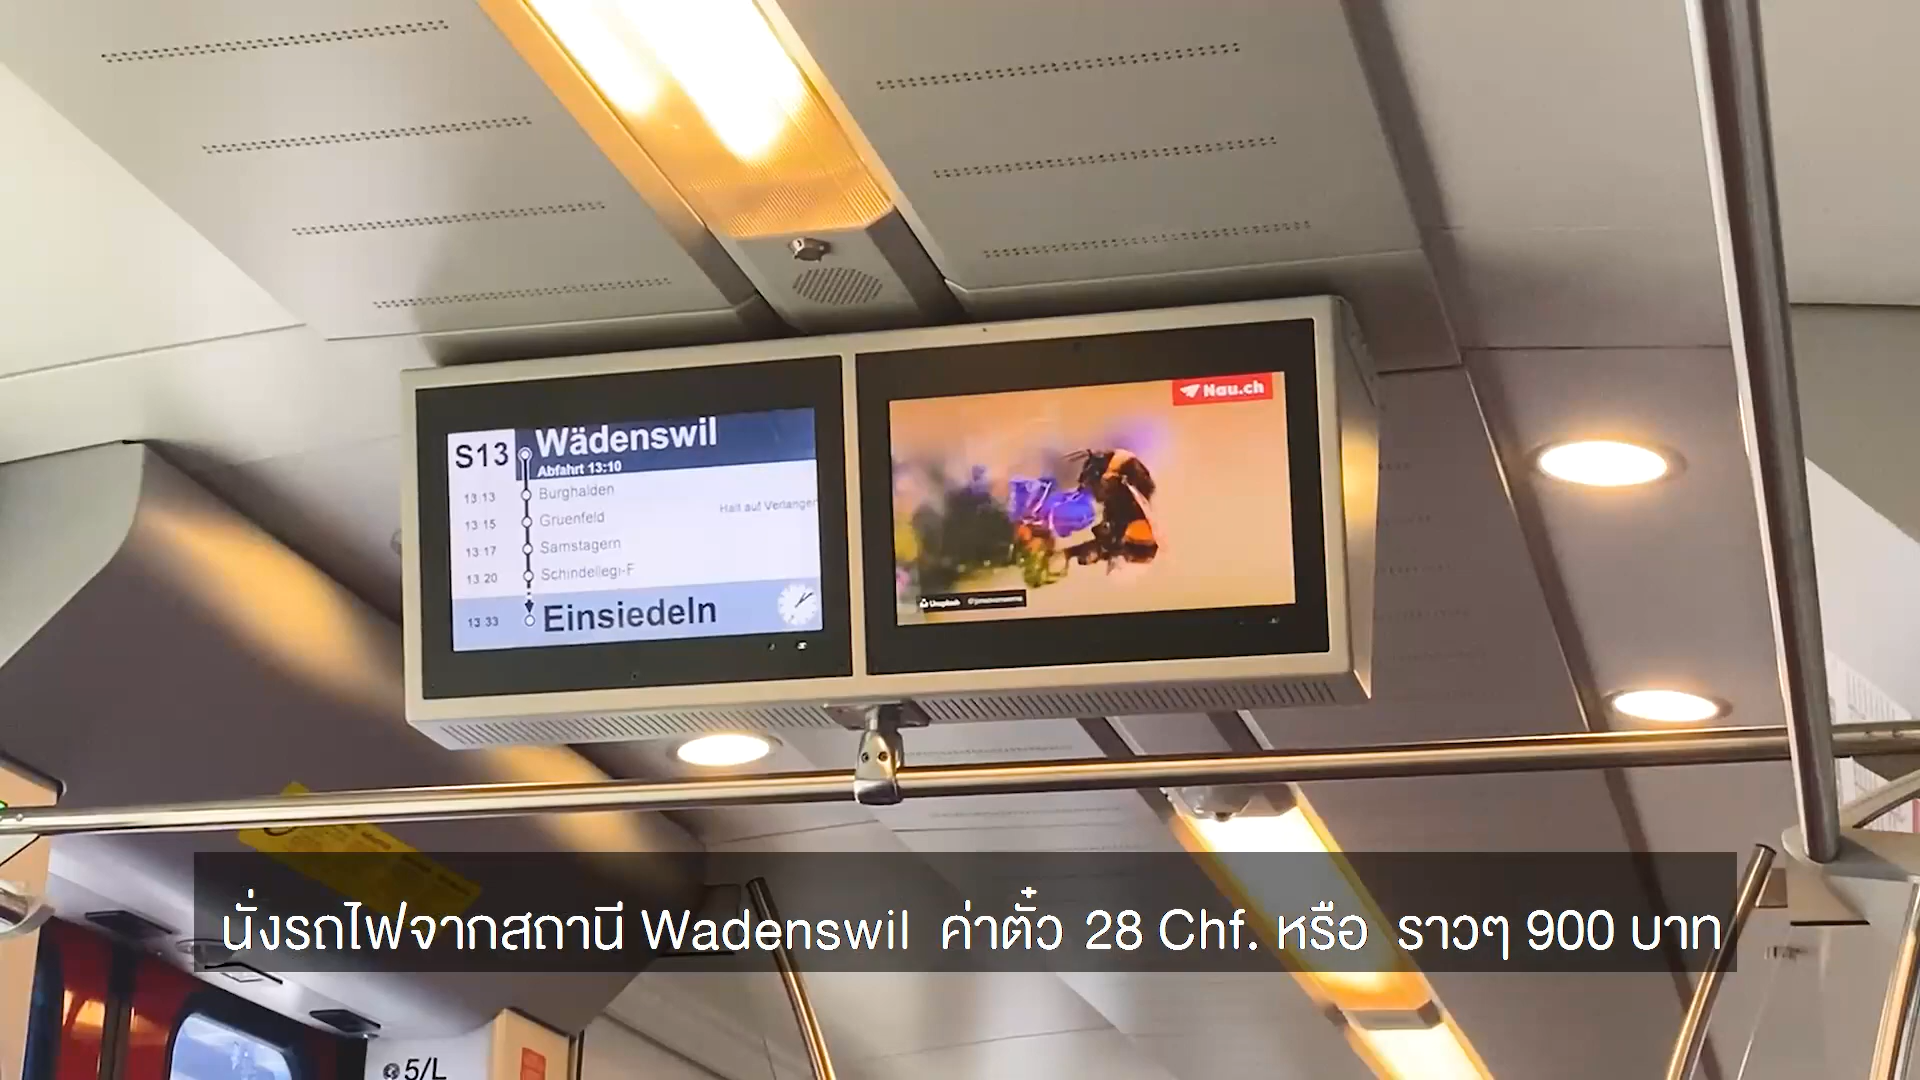 S13
Wädenswil
Abfahrt 13:10
13:13 Burghalden
13:15 Gruenfeld Halt auf Verlangen
13:17 Samstagern
13:20 Schindellegi-F
13:33 Einsiedeln
Nau.ch
Unsplash
นั่งรถไฟจากสถานี Wadenswil ค่าตั๋ว 28 Chf. หรือ ราวๆ 900 บาท
5/L